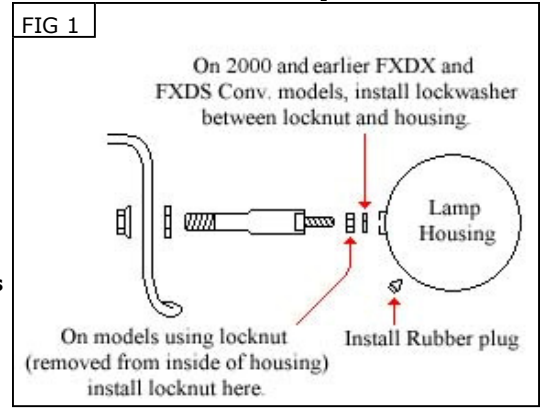 FIG 1
On 2000 and earlier FXDX and
FXDS Conv. models, install lockwasher
between locknut and housing.
Lamp
Housing
s
On models using locknut
(removed from inside of housing)
install locknut here.
Install Rubber plug